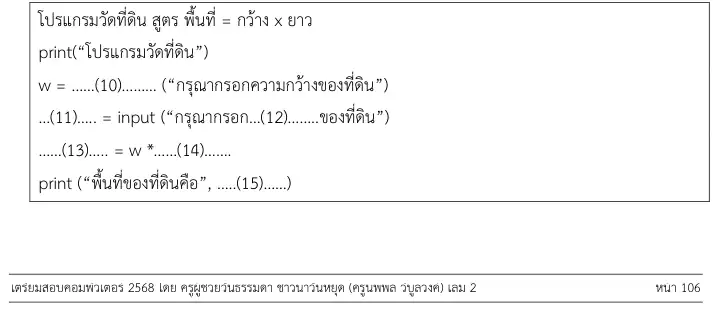 โปรแกรมวัดที่ดิน สูตร พื้นที่ = กว้าง x ยาว
print(“โปรแกรมวัดที่ดิน”)
w = ......(10)......... (“กรุณากรอกความกว้างของที่ดิน”)
...(11)..... = input (“กรุณากรอก...(12)........ของที่ดิน”)
......(13)..... = w *......(14).......
print (“พื้นที่ของที่ดินคือ”, .....(15)......)
เตรียมสอบคอมพิวเตอร์ 2568 โดย ครูผู้ช่วยวันธรรมดา ชาวนาวันหยุด (ครูนพพล วิบูลวงค์) เล่ม 2 หน้า 106